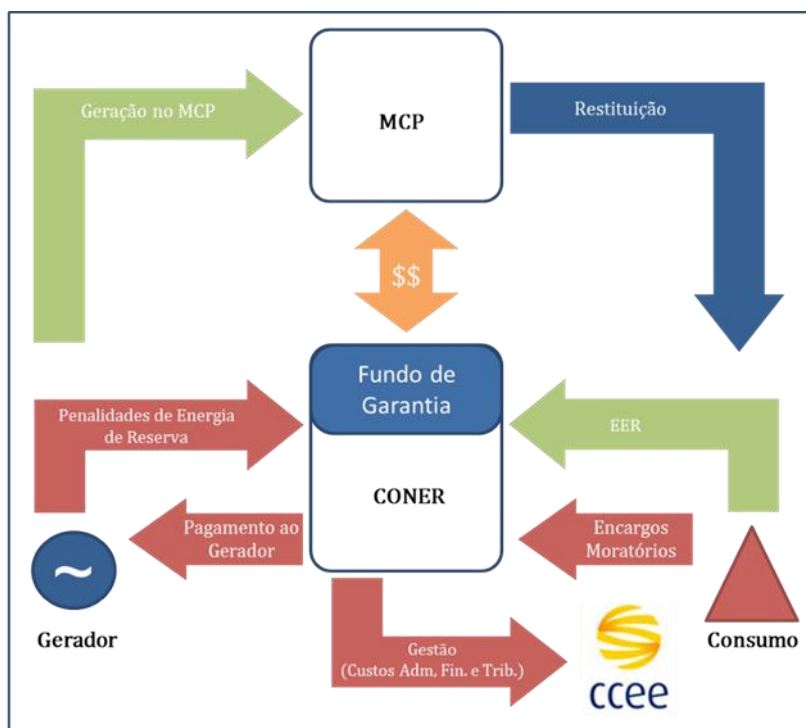 Geração no MCP
MCP
Restituição
$$
Fundo de
Garantia
Penalidades de Energia
de Reserva
EER
CONER
Pagamento ao
Gerador
Encargos
Moratórios
~
Gerador
Gestão
(Custos Adm, Fin. e Trib.)
ccee
Consumo